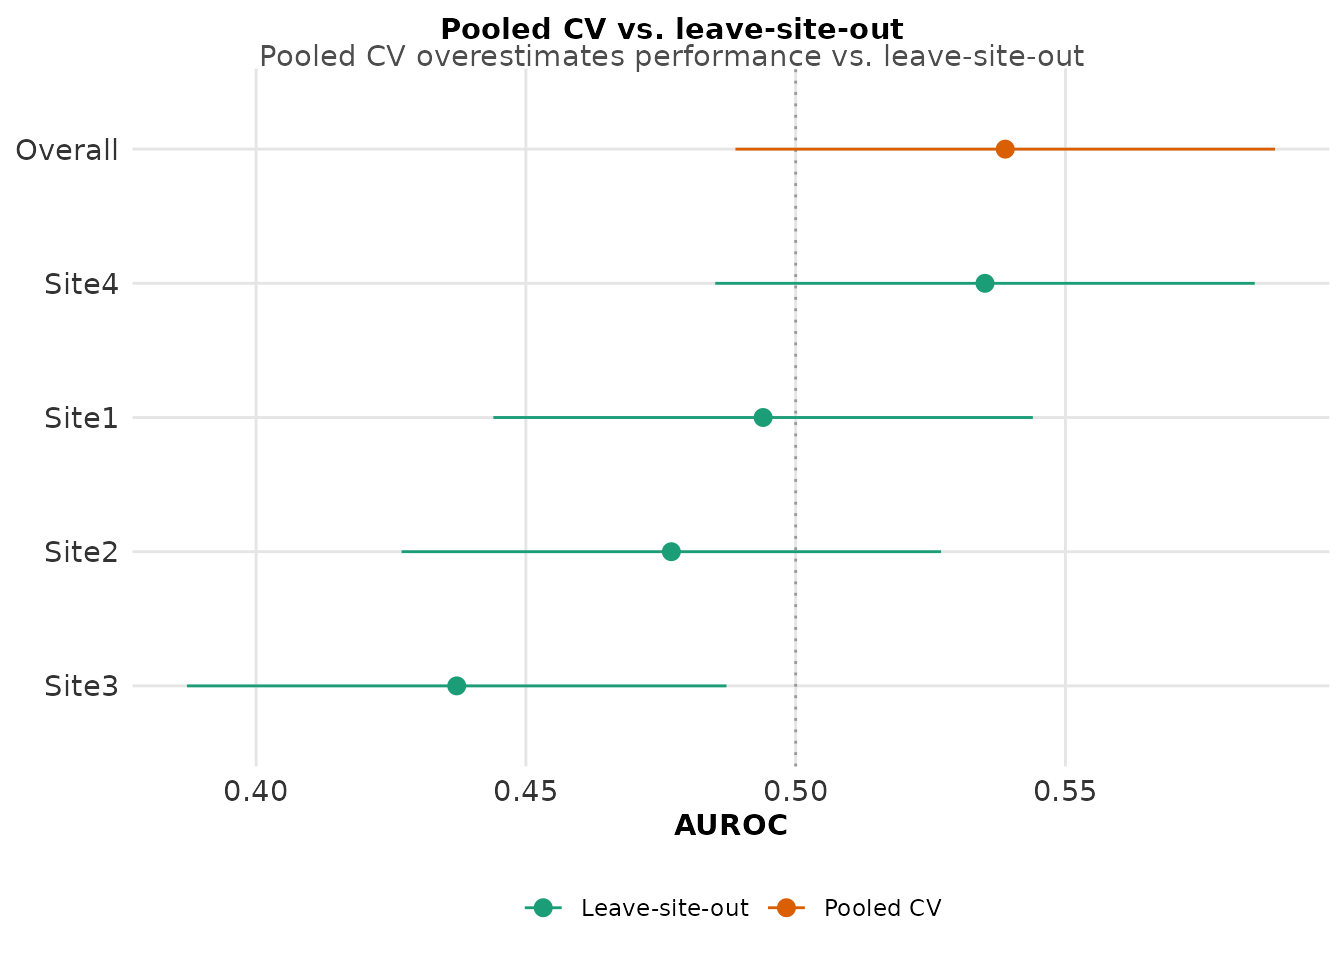 Pooled CV vs. leave-site-out
Pooled CV overestimates performance vs. leave-site-out
Overall
Site4
Site1
Site2
Site3
0.40 0.45 0.50 0.55
AUROC
Leave-site-out Pooled CV